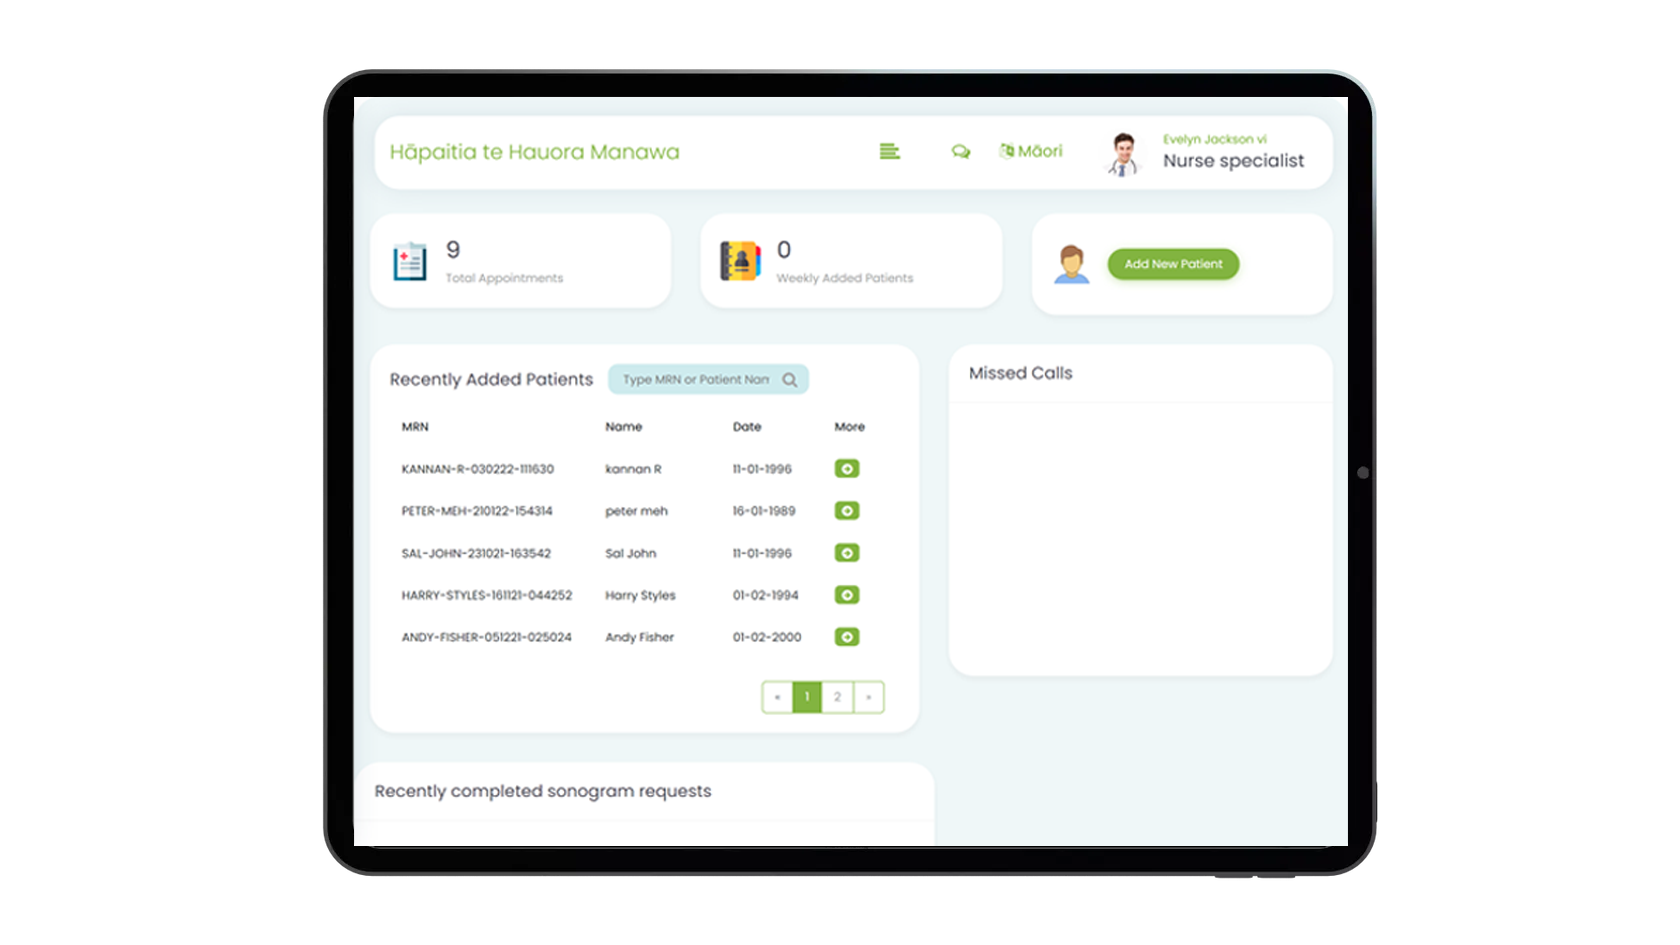 Hāpaitia te Hauora Manawa
Māori
Evelyn Jackson vi
Nurse specialist
9
Total Appointments
0
Weekly Added Patients
Add New Patient
Recently Added Patients
Type MRN or Patient Nam
MRN Name Date More
KANNAN-R-030222-111630 kannan R 11-01-1996
PETER-MEH-210122-154314 peter meh 16-01-1989
SAL-JOHN-231021-163542 Sal John 11-01-1996
HARRY-STYLES-161121-044252 Harry Styles 01-02-1994
ANDY-FISHER-051221-025024 Andy Fisher 01-02-2000
« 1 2 »
Missed Calls
Recently completed sonogram requests